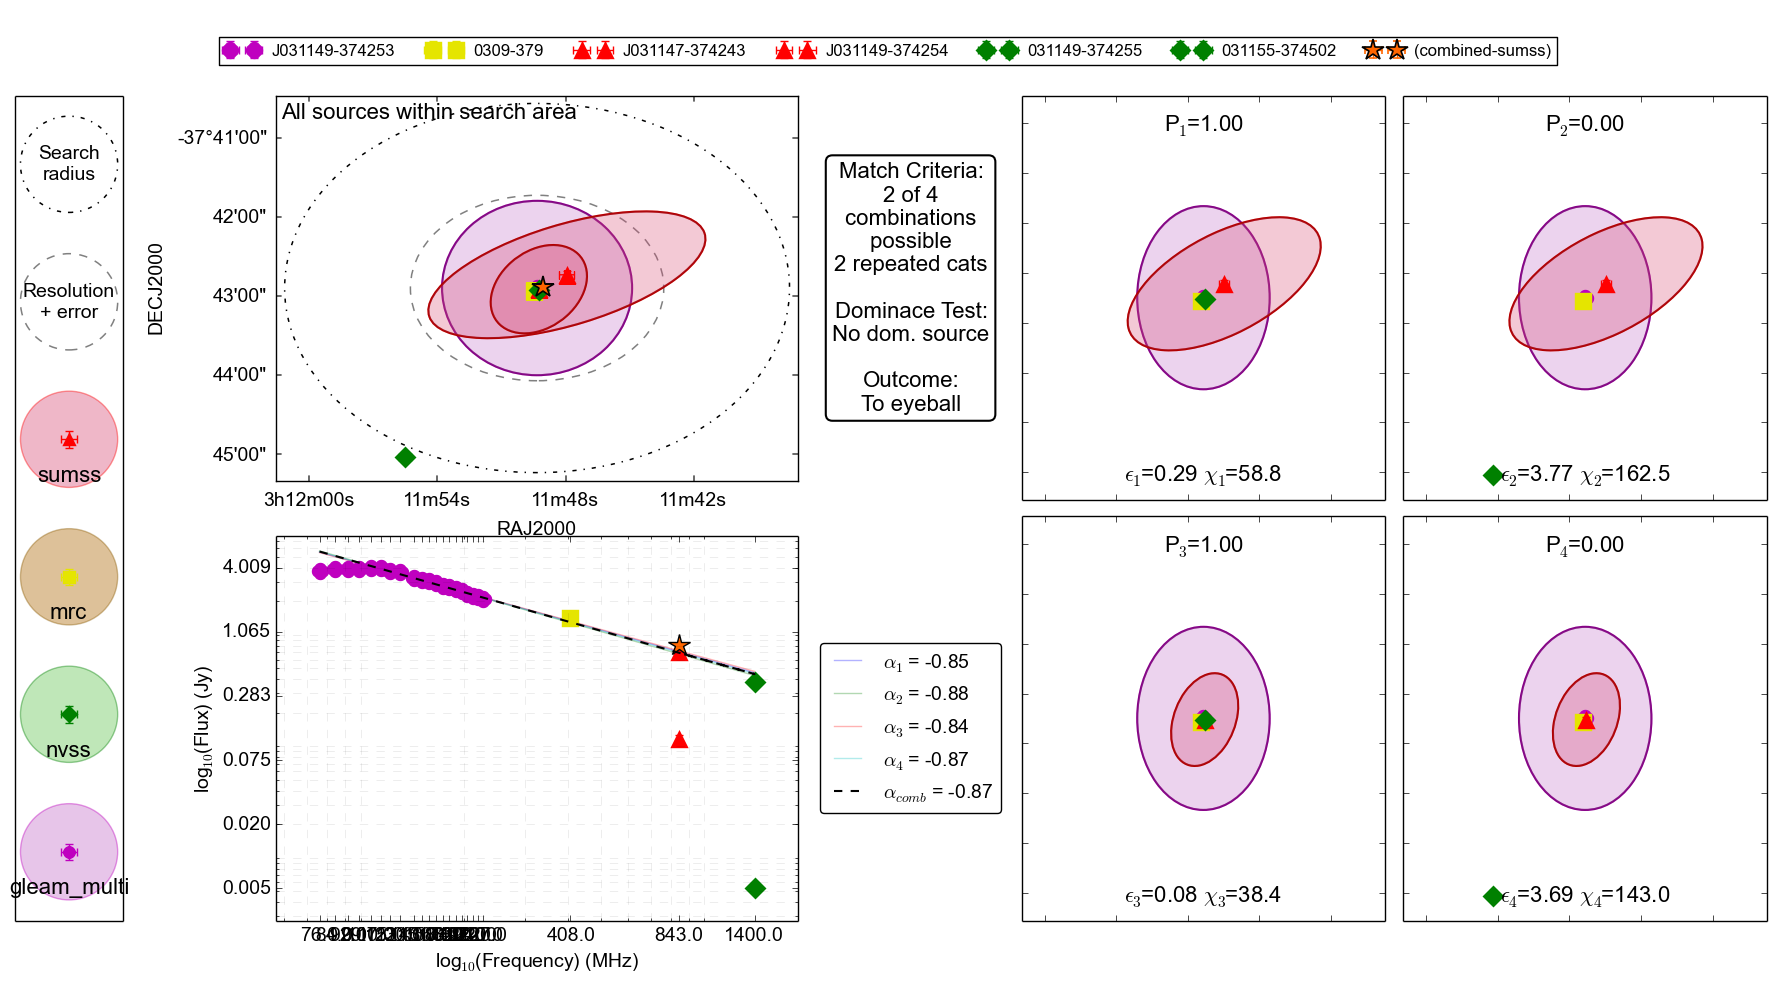 J031149-374253
0309-379
J031147-374243
J031149-374254
031149-374255
031155-374502
(combined-sumss)
Search
radius
Resolution
+ error
sumss
mrc
nvss
gleam_multi
All sources within search area
DECJ2000
-37°41'00"
42'00"
43'00"
44'00"
45'00"
3h12m00s
11m54s
11m48s
11m42s
RAJ2000
Match Criteria:
2 of 4
combinations
possible
2 repeated cats
Dominace Test:
No dom. source
Outcome:
To eyeball
P1=1.00
ϵ1=0.29 χ1=58.8
P2=0.00
ϵ2=3.77 χ2=162.5
log10(Flux) (Jy)
4.009
1.065
0.283
0.075
0.020
0.005
408.0
843.0
1400.0
log10(Frequency) (MHz)
α1 = -0.85
α2 = -0.88
α3 = -0.84
α4 = -0.87
αcomb = -0.87
P3=1.00
ϵ3=0.08 χ3=38.4
P4=0.00
ϵ4=3.69 χ4=143.0